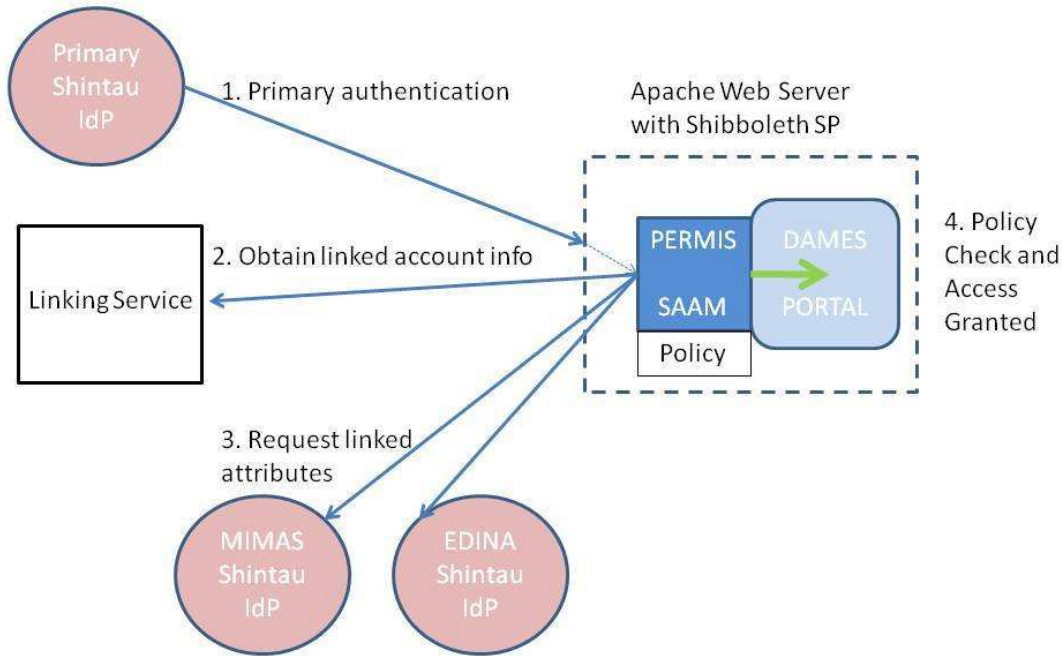 Primary
Shintau
IdP
1. Primary authentication
Apache Web Server
with Shibboleth SP
2. Obtain linked account info
Linking Service
PERMIS
SAAM
Policy
DAMES
PORTAL
4. Policy
Check and
Access
Granted
3. Request linked
attributes
MIMAS
Shintau
IdP
EDINA
Shintau
IdP